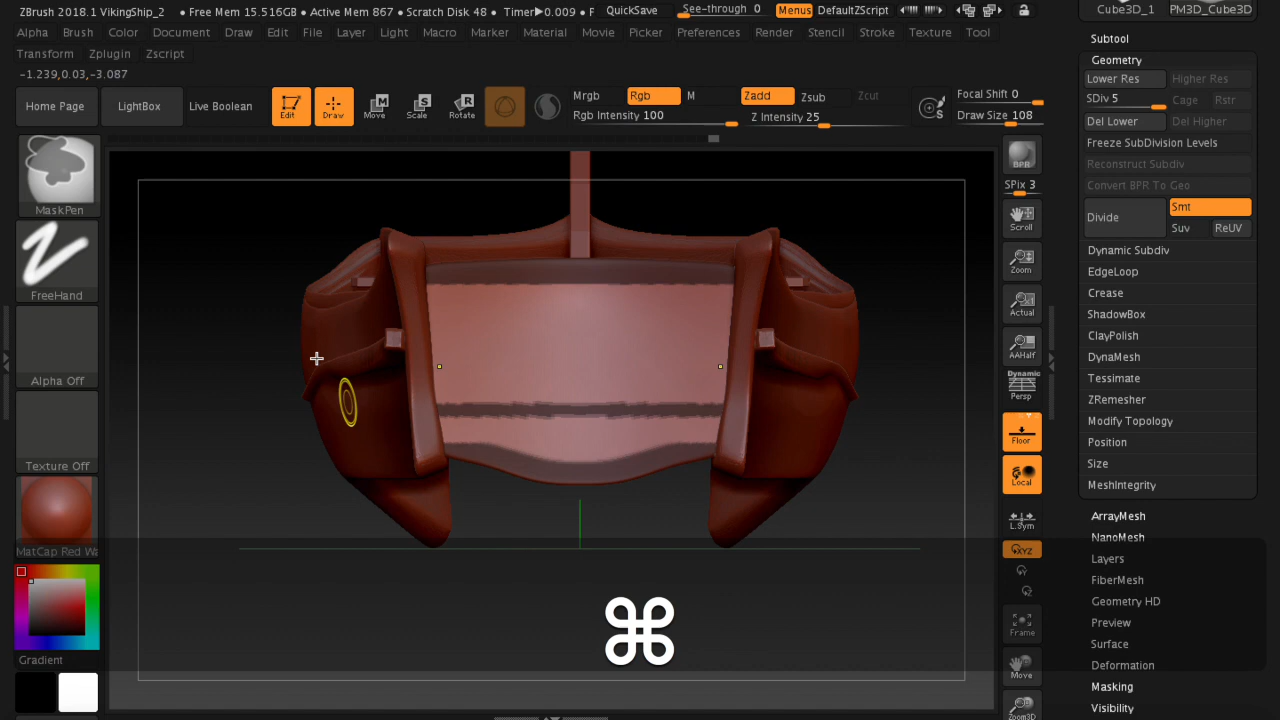 ZBrush 2018.1 VikingShip_2 • Free Mem 15.516GB • Active Mem 867 • Scratch Disk 48 • Timer▶0.009 • F QuickSave See-through 0 Menus DefaultZScript
Alpha Brush Color Document Draw Edit File Layer Light Macro Marker Material Movie Picker Preferences Render Stencil Stroke Texture Tool
Transform Zplugin Zscript
-1.239,0.03,-3.087
Home Page LightBox Live Boolean Edit Draw Move Scale Rotate
Mrgb Rgb M Zadd Zsub Zcut
Rgb Intensity 100 Z Intensity 25
Focal Shift 0
Draw Size 108
MaskPen
FreeHand
Alpha Off
Texture Off
MatCap Red Wa
Gradient
BPR
SPix 3
Scroll
Zoom
Actual
AAHalf
Dynamic
Persp
Floor
Local
L.Sym
XYZ
Frame
Move
Zoom3D
Cube3D_1 PM3D_Cube3D
Subtool
Geometry
Lower Res Higher Res
SDiv 5 Cage Rstr
Del Lower Del Higher
Freeze SubDivision Levels
Reconstruct Subdiv
Convert BPR To Geo
Divide Smt
Suv ReUV
Dynamic Subdiv
EdgeLoop
Crease
ShadowBox
ClayPolish
DynaMesh
Tessimate
ZRemesher
Modify Topology
Position
Size
MeshIntegrity
ArrayMesh
NanoMesh
Layers
FiberMesh
Geometry HD
Preview
Surface
Deformation
Masking
Visibility